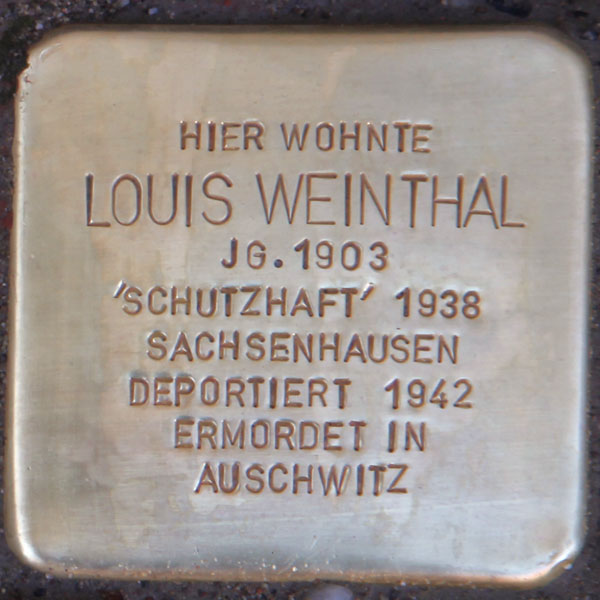 HIER WOHNTE
LOUIS WEINTHAL
JG. 1903
'SCHUTZHAFT' 1938
SACHSENHAUSEN
DEPORTIERT 1942
ERMORDET IN
AUSCHWITZ